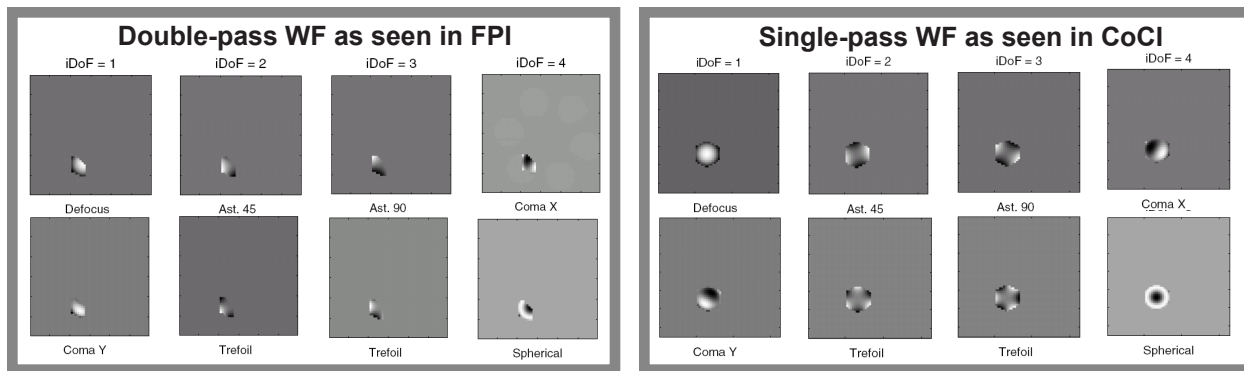 Double-pass WF as seen in FPI
iDoF = 1 iDoF = 2 iDoF = 3 iDoF = 4
Defocus Ast. 45 Ast. 90 Coma X
Coma Y Trefoil Trefoil Spherical
Single-pass WF as seen in CoCI
iDoF = 1 iDoF = 2 iDoF = 3 iDoF = 4
Defocus Ast. 45 Ast. 90 Coma X
Coma Y Trefoil Trefoil Spherical